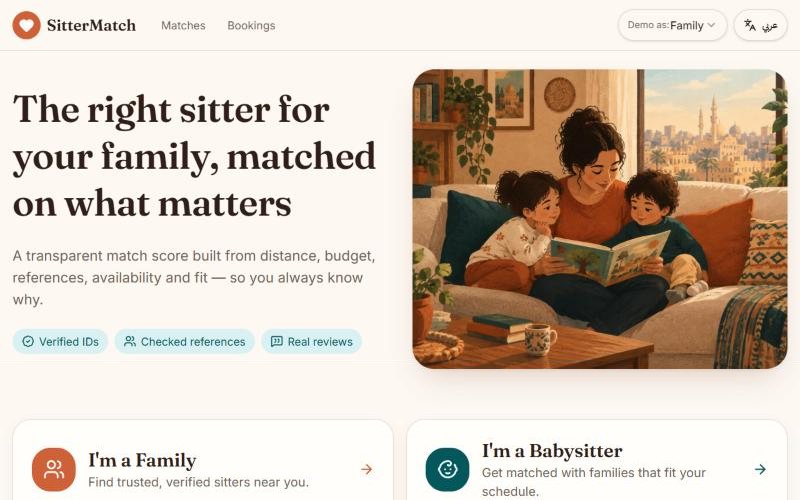 SitterMatch
Matches
Bookings
Demo as: Family
عربي
The right sitter for
your family, matched
on what matters
A transparent match score built from distance, budget,
references, availability and fit — so you always know
why.
Verified IDs
Checked references
Real reviews
I'm a Family
Find trusted, verified sitters near you.
I'm a Babysitter
Get matched with families that fit your
schedule.